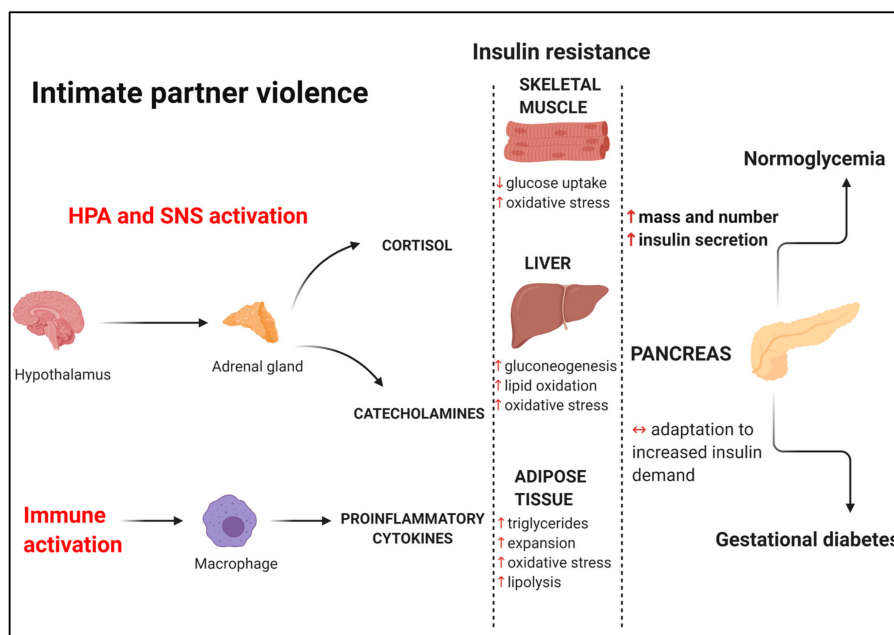 Intimate partner violence
HPA and SNS activation
Hypothalamus
Adrenal gland
CORTISOL
CATECHOLAMINES
Immune
activation
Macrophage
PROINFLAMMATORY
CYTOKINES
Insulin resistance
SKELETAL
MUSCLE
↓ glucose uptake
↑ oxidative stress
LIVER
↑ gluconeogenesis
↑ lipid oxidation
↑ oxidative stress
ADIPOSE
TISSUE
↑ triglycerides
↑ expansion
↑ oxidative stress
↑ lipolysis
↑ mass and number
↑ insulin secretion
PANCREAS
↔ adaptation to
increased insulin
demand
Normoglycemia
Gestational diabetes